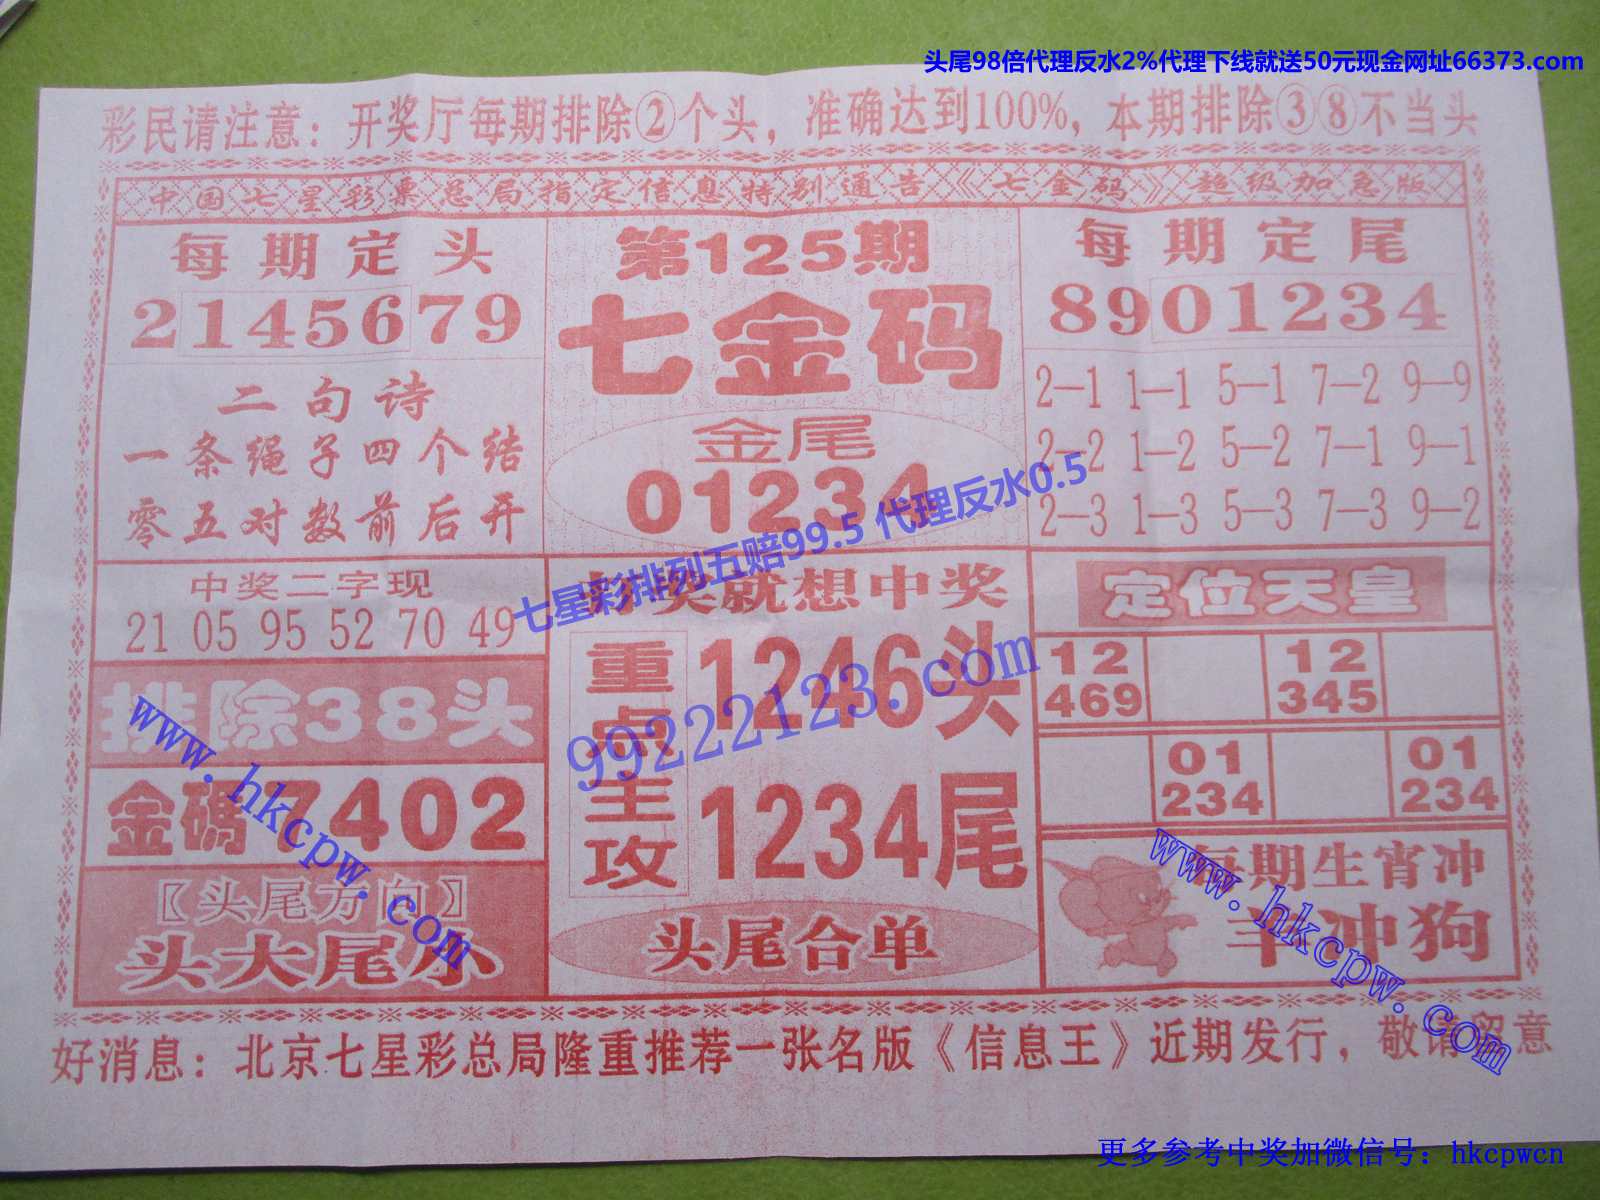 头尾98倍代理反水2%代理下线就送50元现金网址66373.com
彩民请注意：开奖厅每期排除②个头，准确达到100%，本期排除③⑧不当头
中国七星彩票总局指定信息特别通告《七金码》超级加急版
每期定头
21145679
二句诗
一条绳子四个结
零五对数前后开
第125期
七金码
金尾
01234
每期定尾
8901234
2—1 1—1 5—1 7—2 9—9
2—2 1—2 5—2 7—1 9—1
2—3 1—3 5—3 7—3 9—2
七星彩排列五赔99.5 代理反水0.5
99222123.com
中奖二字现
21 05 95 52 70 49
排除38头
金碼7402
〖头尾方向〗
头大尾小
奖就想中奖
重点主攻
1246头
1234尾
头尾合单
定位天皇
12 12
469 345
01 01
234 234
每期生肖冲
羊冲狗
www.hkcpw.com
www.hkcpw.com
好消息：北京七星彩总局隆重推荐一张名版《信息王》近期发行，敬请留意
更多参考中奖加微信号：hkcpwcn